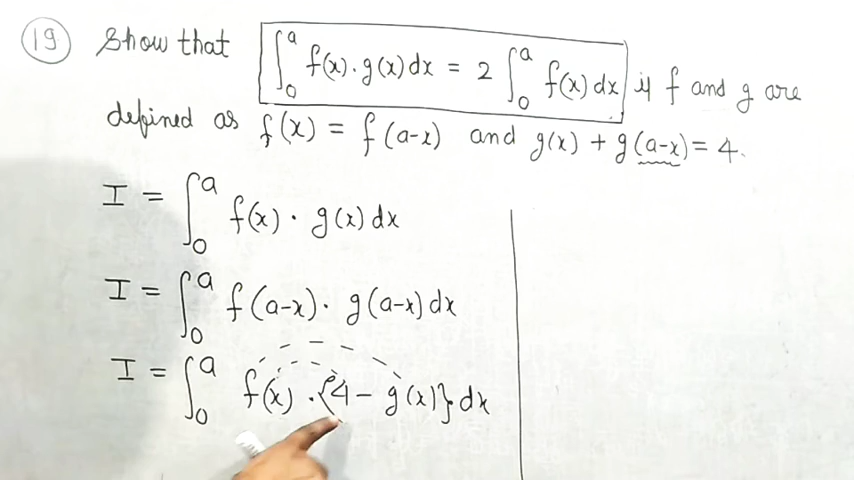 19 Show that ∫₀ᵃ f(x)·g(x)dx = 2 ∫₀ᵃ f(x)dx if f and g are
defined as f(x) = f(a-x) and g(x) + g(a-x) = 4.
I = ∫₀ᵃ f(x) · g(x)dx
I = ∫₀ᵃ f(a-x) · g(a-x)dx
I = ∫₀ᵃ f(x) · {4 - g(x)}dx